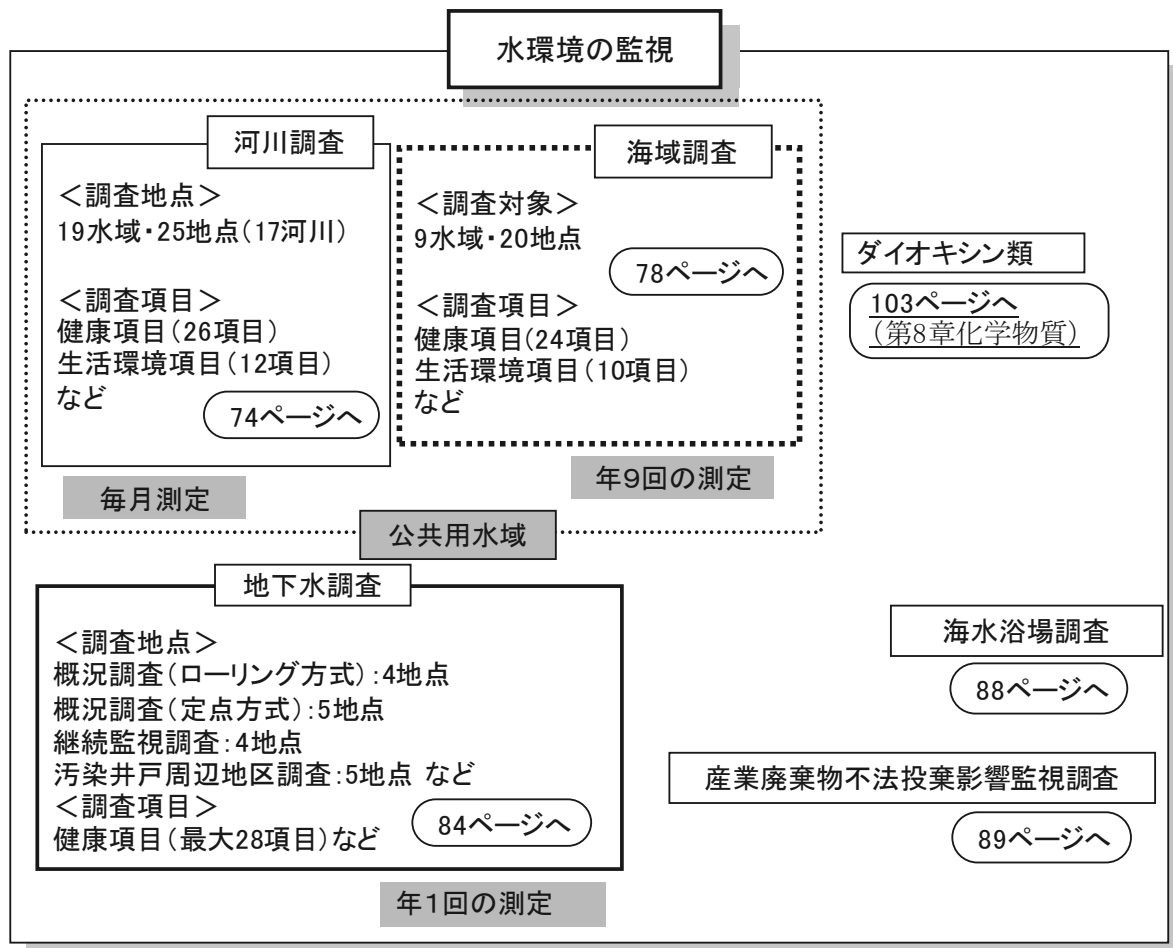 水環境の監視
河川調査
＜調査地点＞
19水域・25地点（17河川）
＜調査項目＞
健康項目（26項目）
生活環境項目（12項目）
など
74ページへ
毎月測定
海域調査
＜調査対象＞
9水域・20地点
78ページへ
＜調査項目＞
健康項目（24項目）
生活環境項目（10項目）
など
年９回の測定
公共用水域
ダイオキシン類
103ページへ
（第8章化学物質）
地下水調査
＜調査地点＞
概況調査（ローリング方式）：4地点
概況調査（定点方式）：5地点
継続監視調査：4地点
汚染井戸周辺地区調査：5地点 など
＜調査項目＞
健康項目（最大28項目）など
84ページへ
年１回の測定
海水浴場調査
88ページへ
産業廃棄物不法投棄影響監視調査
89ページへ